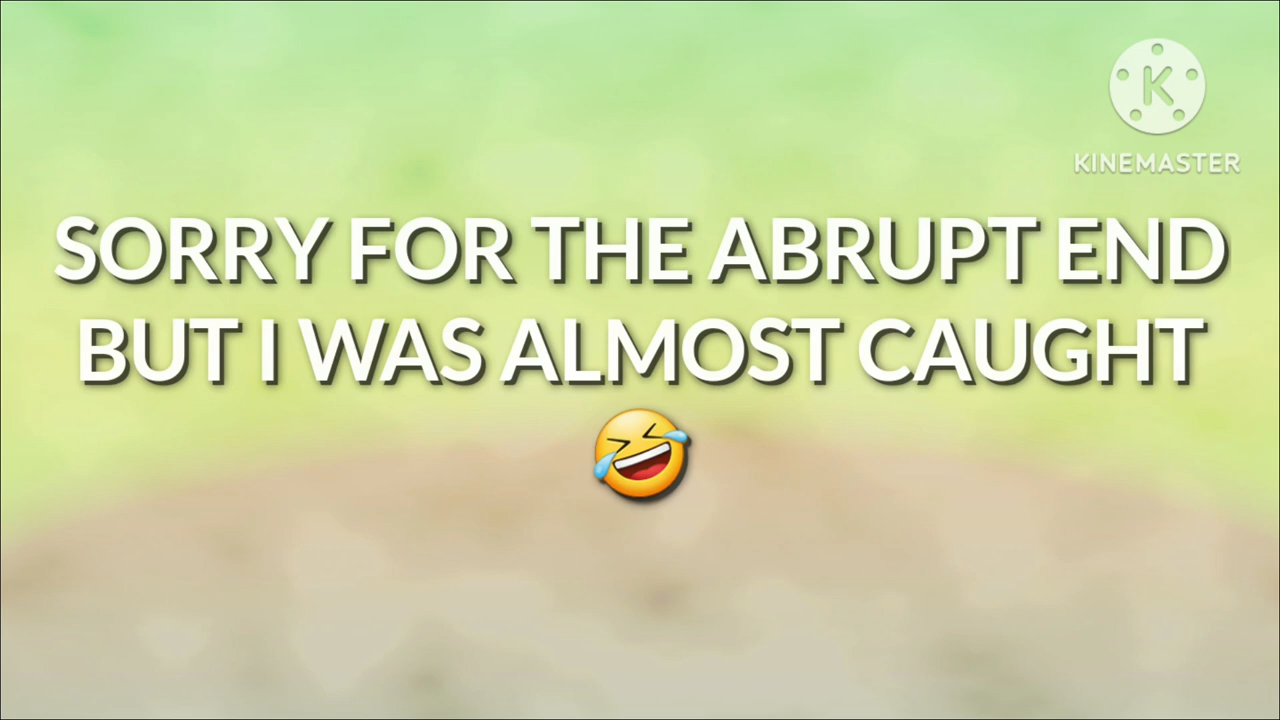 K
KINEMASTER
SORRY FOR THE ABRUPT END
BUT I WAS ALMOST CAUGHT
🤣